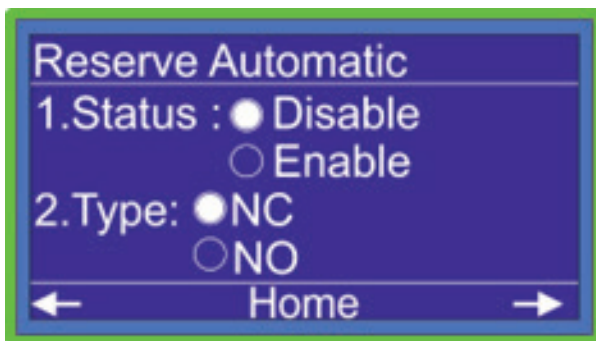 Reserve Automatic
1.Status : Disable
Enable
2.Type: NC
NO
Home